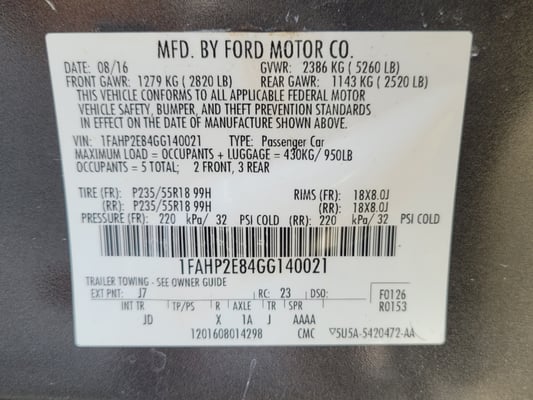 MFD. BY FORD MOTOR CO.
DATE: 08/16 GVWR: 2386 KG ( 5260 LB)
FRONT GAWR: 1279 KG ( 2820 LB) REAR GAWR: 1143 KG ( 2520 LB)
THIS VEHICLE CONFORMS TO ALL APPLICABLE FEDERAL MOTOR
VEHICLE SAFETY, BUMPER, AND THEFT PREVENTION STANDARDS
IN EFFECT ON THE DATE OF MANUFACTURE SHOWN ABOVE.
VIN: 1FAHP2E84GG140021 TYPE: Passenger Car
MAXIMUM LOAD = OCCUPANTS + LUGGAGE = 430KG/ 950LB
OCCUPANTS = 5 TOTAL; 2 FRONT, 3 REAR
TIRE (FR): P235/55R18 99H RIMS (FR): 18X8.0J
(RR): P235/55R18 99H (RR): 18X8.0J
PRESSURE (FR): 220 kPa/ 32 PSI COLD (RR): 220 kPa/ 32 PSI COLD
1FAHP2E84GG140021
TRAILER TOWING - SEE OWNER GUIDE
EXT PNT: J7 RC: 23 DSO: F0126
INT TR TP/PS R AXLE TR SPR R0153
JD X 1A J AAAA
1201608014298 CMC ▽5U5A-5420472-AA